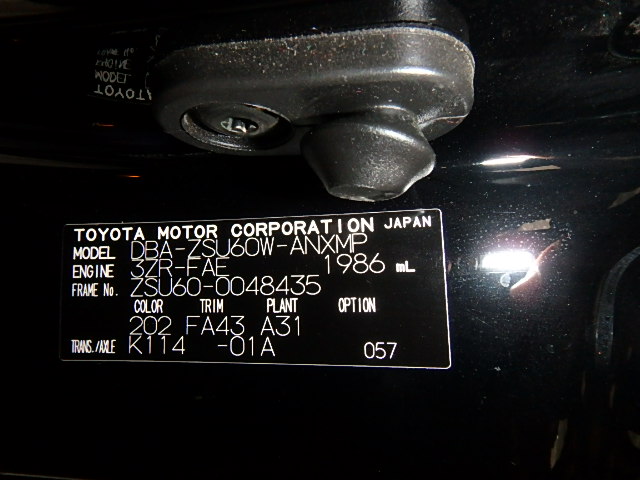 TOYOTA MOTOR CORPORATION JAPAN
MODEL DBA-ZSU60W-ANXMP
ENGINE 3ZR-FAE 1986 mL
FRAME No. ZSU60-0048435
COLOR TRIM PLANT OPTION
202 FA43 A31
TRANS./AXLE K114 -01A 057